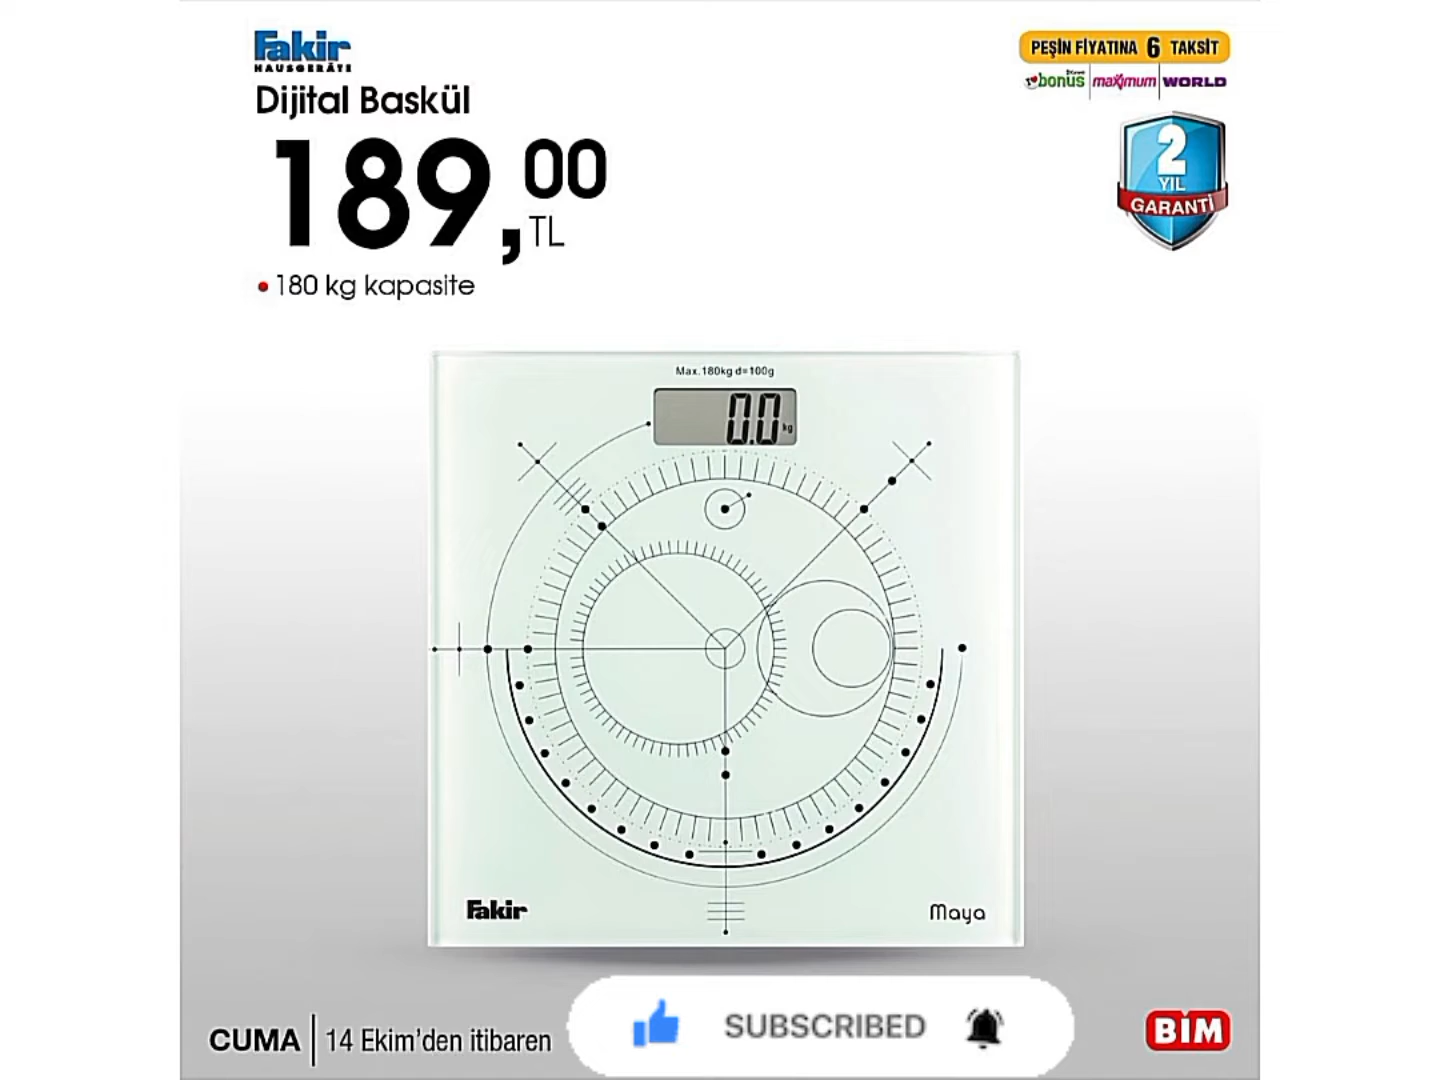 Fakir
HAUSGERÄTE
Dijital Baskül
189,00
TL
• 180 kg kapasite
PEŞİN FİYATINA 6 TAKSİT
bonus maximum WORLD
2
YIL
GARANTİ
Max.180kg d=100g
0.0 kg
Fakir
Maya
CUMA | 14 Ekim'den itibaren
SUBSCRIBED
BİM